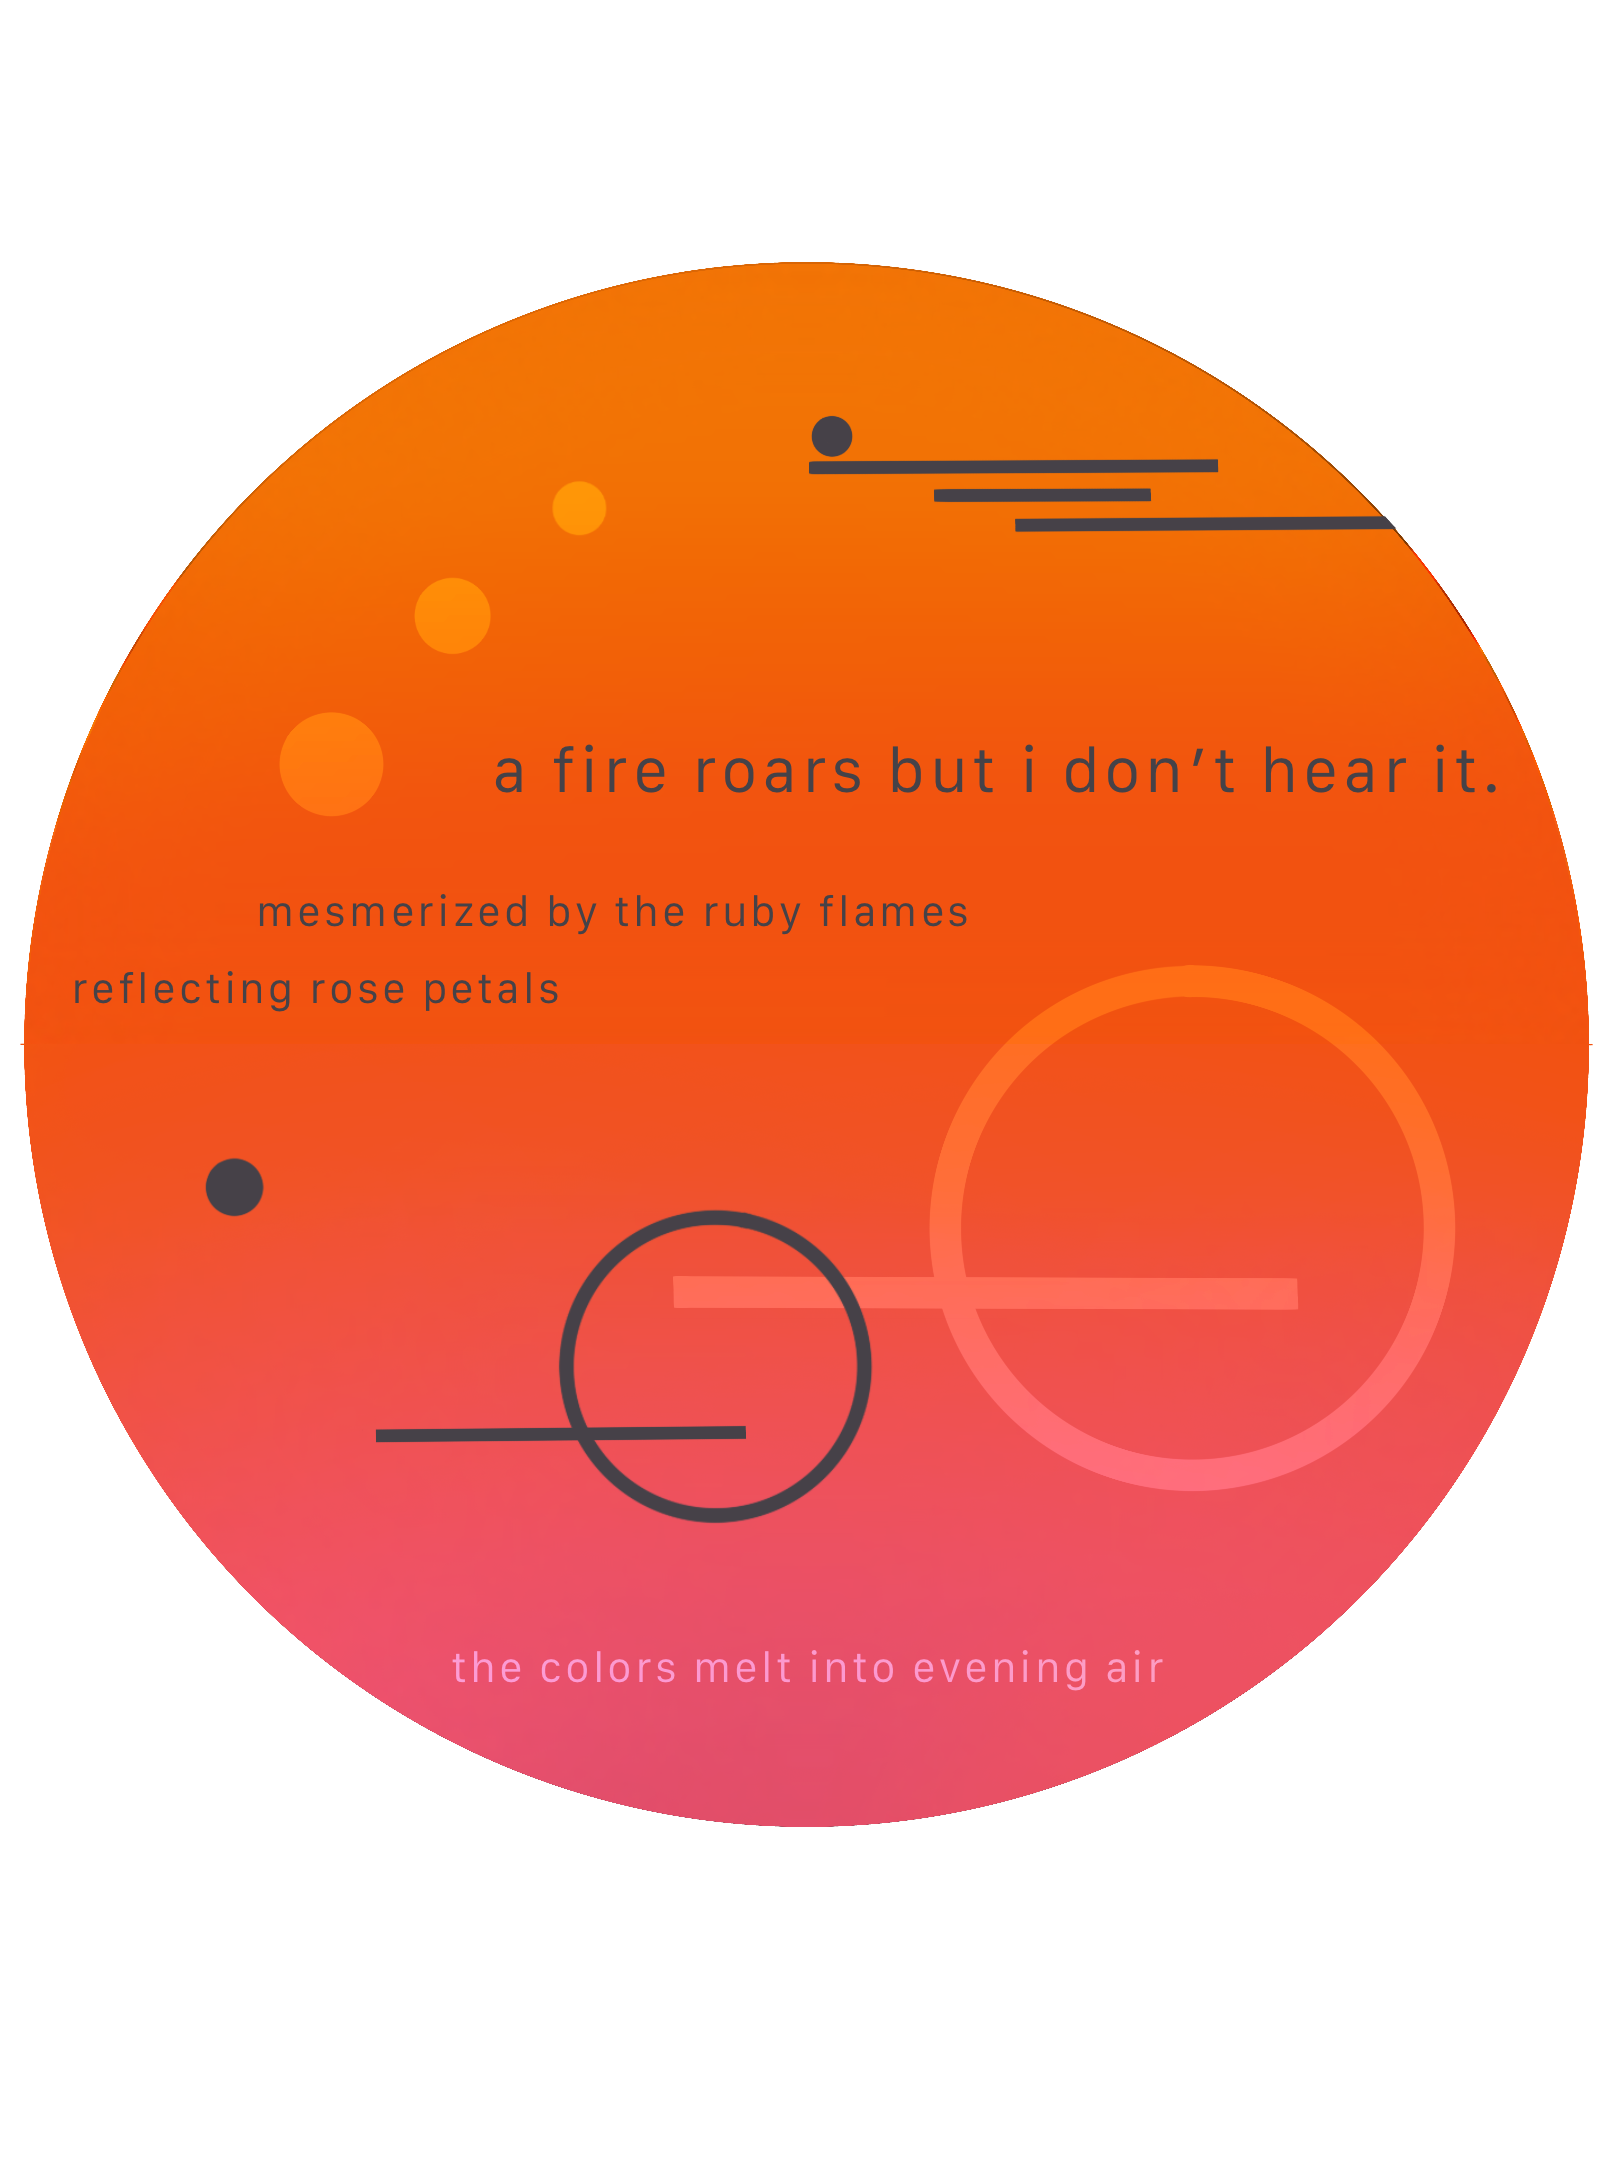 a fire roars but i don’t hear it.
mesmerized by the ruby flames
reflecting rose petals
the colors melt into evening air